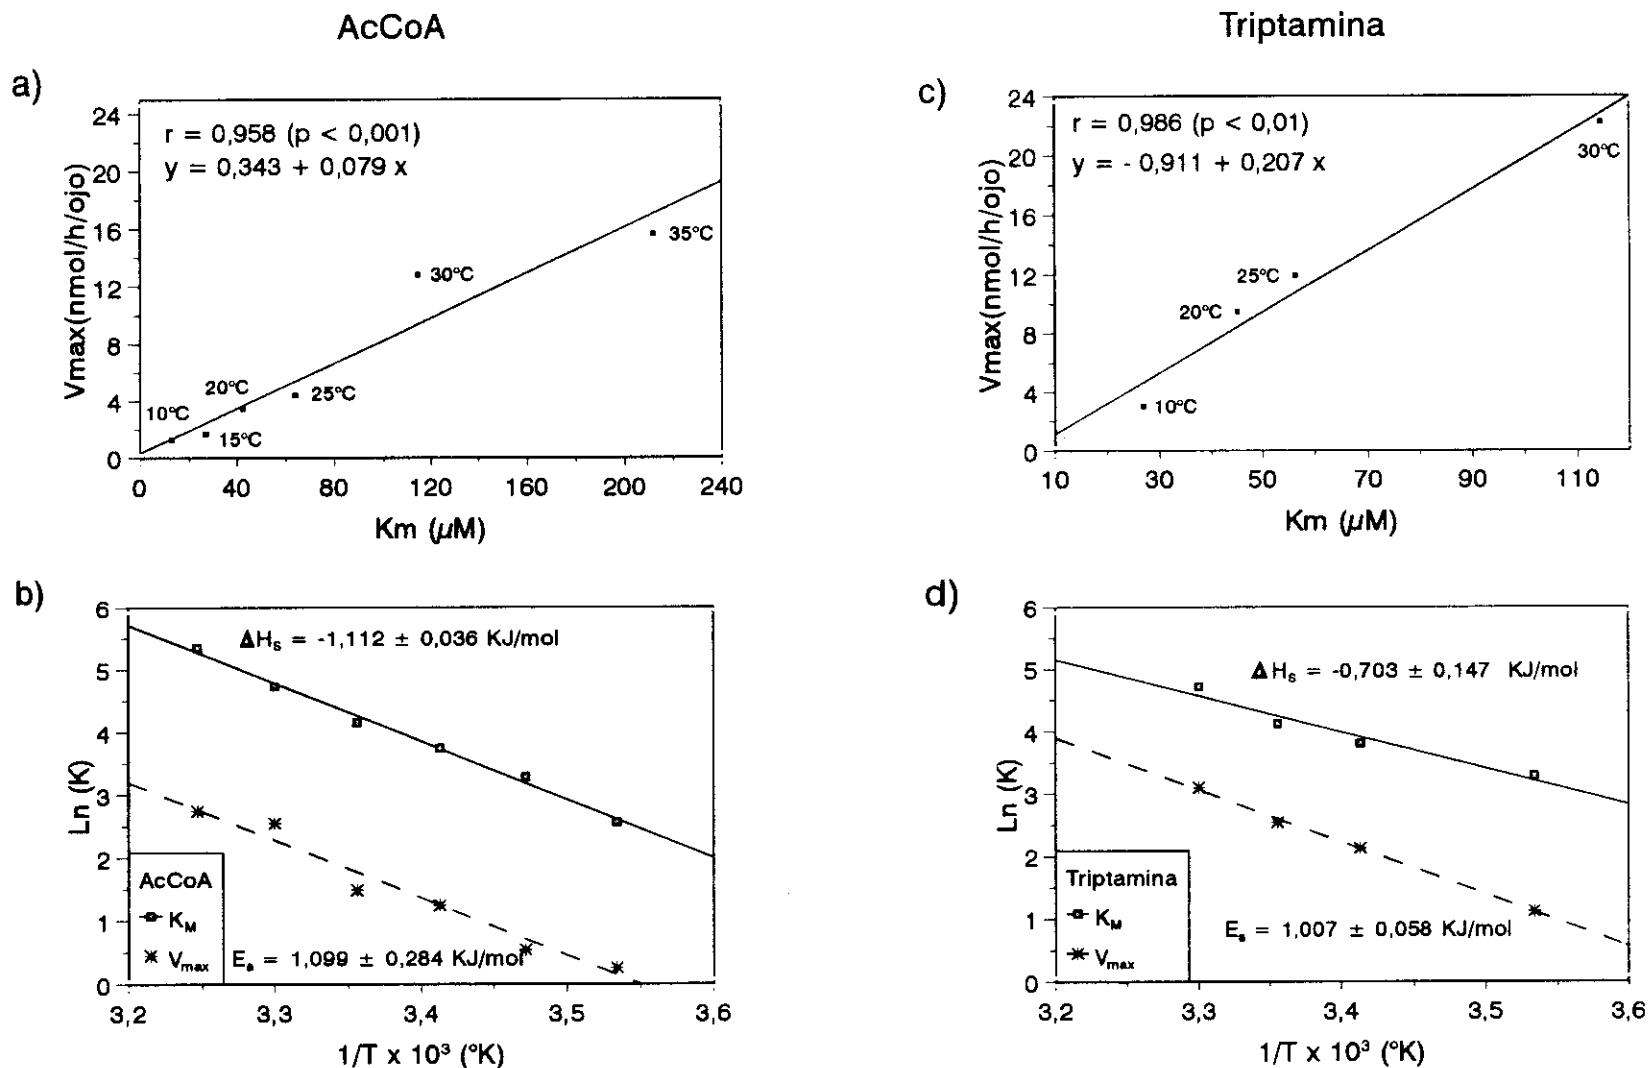 AcCoA
a)
r = 0,958 (p < 0,001)
y = 0,343 + 0,079 x
Vmax(nmol/h/ojo)
24
20
16
12
8
4
0
10ºC
15ºC
20ºC
25ºC
30ºC
35ºC
0 40 80 120 160 200 240
Km (µM)
Triptamina
c)
r = 0,986 (p < 0,01)
y = - 0,911 + 0,207 x
Vmax(nmol/h/ojo)
24
20
16
12
8
4
0
10ºC
20ºC
25ºC
30ºC
10 30 50 70 90 110
Km (µM)
b)
ΔHs = -1,112 ± 0,036 KJ/mol
Ln (K)
6
5
4
3
2
1
0
AcCoA
KM
Vmax
Ea = 1,099 ± 0,284 KJ/mol
3,2 3,3 3,4 3,5 3,6
1/T x 10³ (ºK)
d)
ΔHs = -0,703 ± 0,147 KJ/mol
Ln (K)
6
5
4
3
2
1
0
Triptamina
KM
Vmax
Ea = 1,007 ± 0,058 KJ/mol
3,2 3,3 3,4 3,5 3,6
1/T x 10³ (ºK)